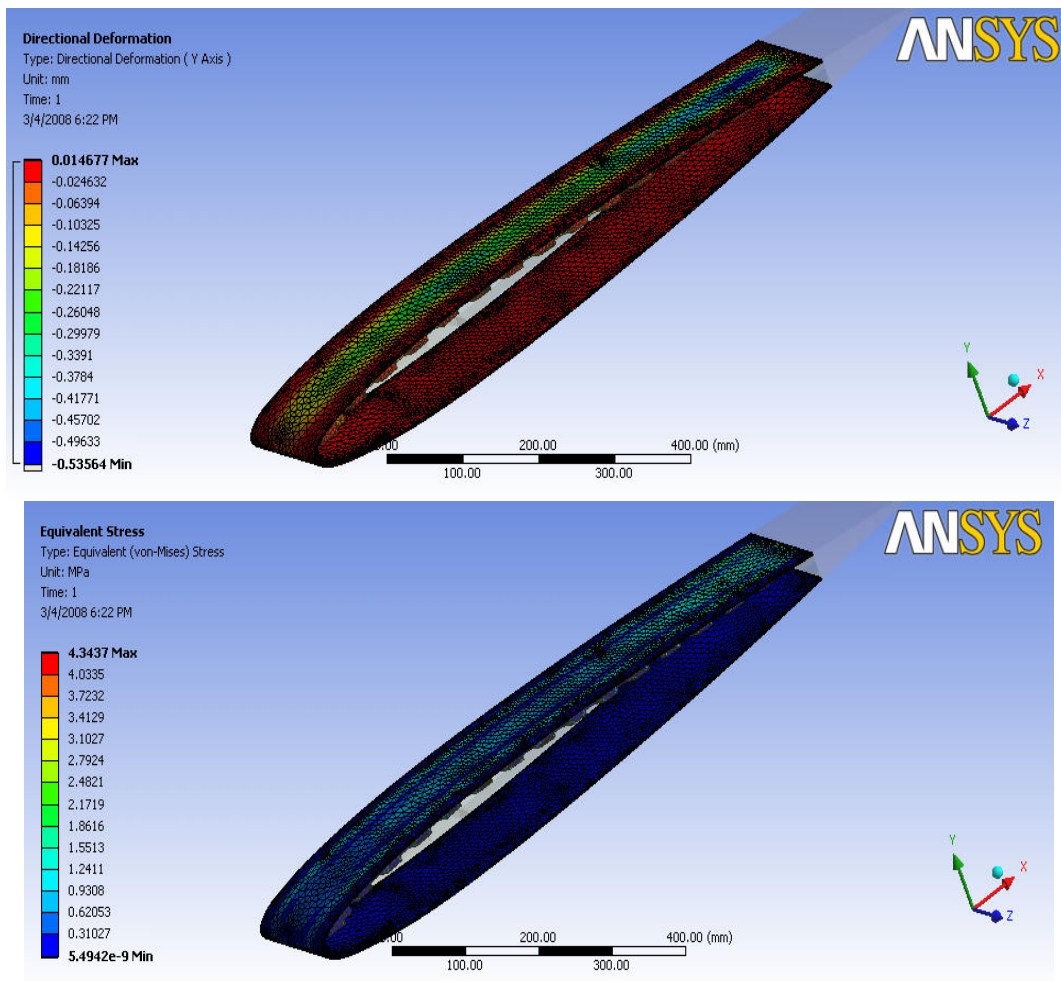 Directional Deformation
Type: Directional Deformation ( Y Axis )
Unit: mm
Time: 1
3/4/2008 6:22 PM
ANSYS
0.014677 Max
-0.024632
-0.06394
-0.10325
-0.14256
-0.18186
-0.22117
-0.26048
-0.29979
-0.3391
-0.3784
-0.41771
-0.45702
-0.49633
-0.53564 Min
Y
X
Z
200.00
400.00 (mm)
100.00
300.00
Equivalent Stress
Type: Equivalent (von-Mises) Stress
Unit: MPa
Time: 1
3/4/2008 6:22 PM
ANSYS
4.3437 Max
4.0335
3.7232
3.4129
3.1027
2.7924
2.4821
2.1719
1.8616
1.5513
1.2411
0.9308
0.62053
0.31027
5.4942e-9 Min
Y
X
Z
200.00
400.00 (mm)
100.00
300.00